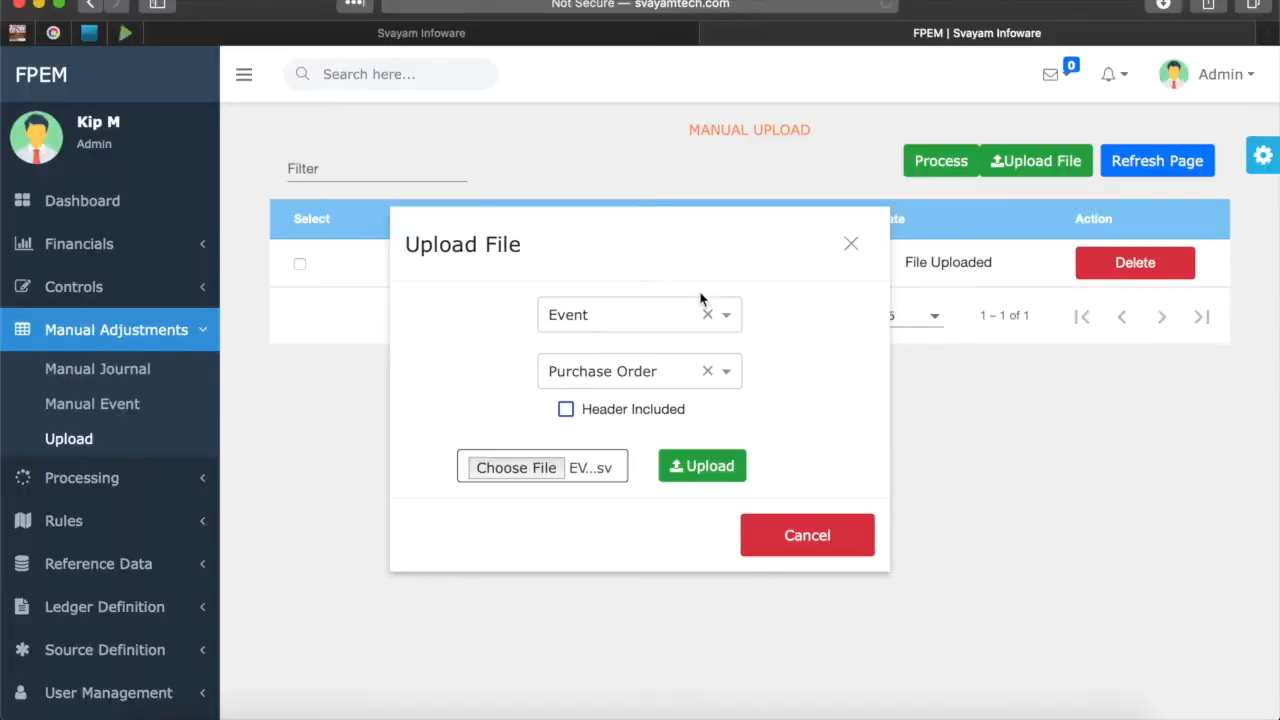 Not Secure — svayamtech.com
Svayam Infoware
FPEM | Svayam Infoware
FPEM
Search here...
0
Admin
Kip M
Admin
MANUAL UPLOAD
Filter
Process
Upload File
Refresh Page
Dashboard
Financials
Controls
Manual Adjustments
Manual Journal
Manual Event
Upload
Processing
Rules
Reference Data
Ledger Definition
Source Definition
User Management
Select
Action
File Uploaded
Delete
1 – 1 of 1
Upload File
Event
Purchase Order
Header Included
Choose File EV...sv
Upload
Cancel